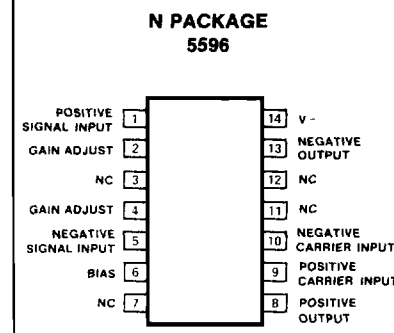 N PACKAGE
5596
POSITIVE
SIGNAL INPUT 1
GAIN ADJUST 2
NC 3
GAIN ADJUST 4
NEGATIVE
SIGNAL INPUT 5
BIAS 6
NC 7
14 V-
13 NEGATIVE
OUTPUT
12 NC
11 NC
10 NEGATIVE
CARRIER INPUT
9 POSITIVE
CARRIER INPUT
8 POSITIVE
OUTPUT